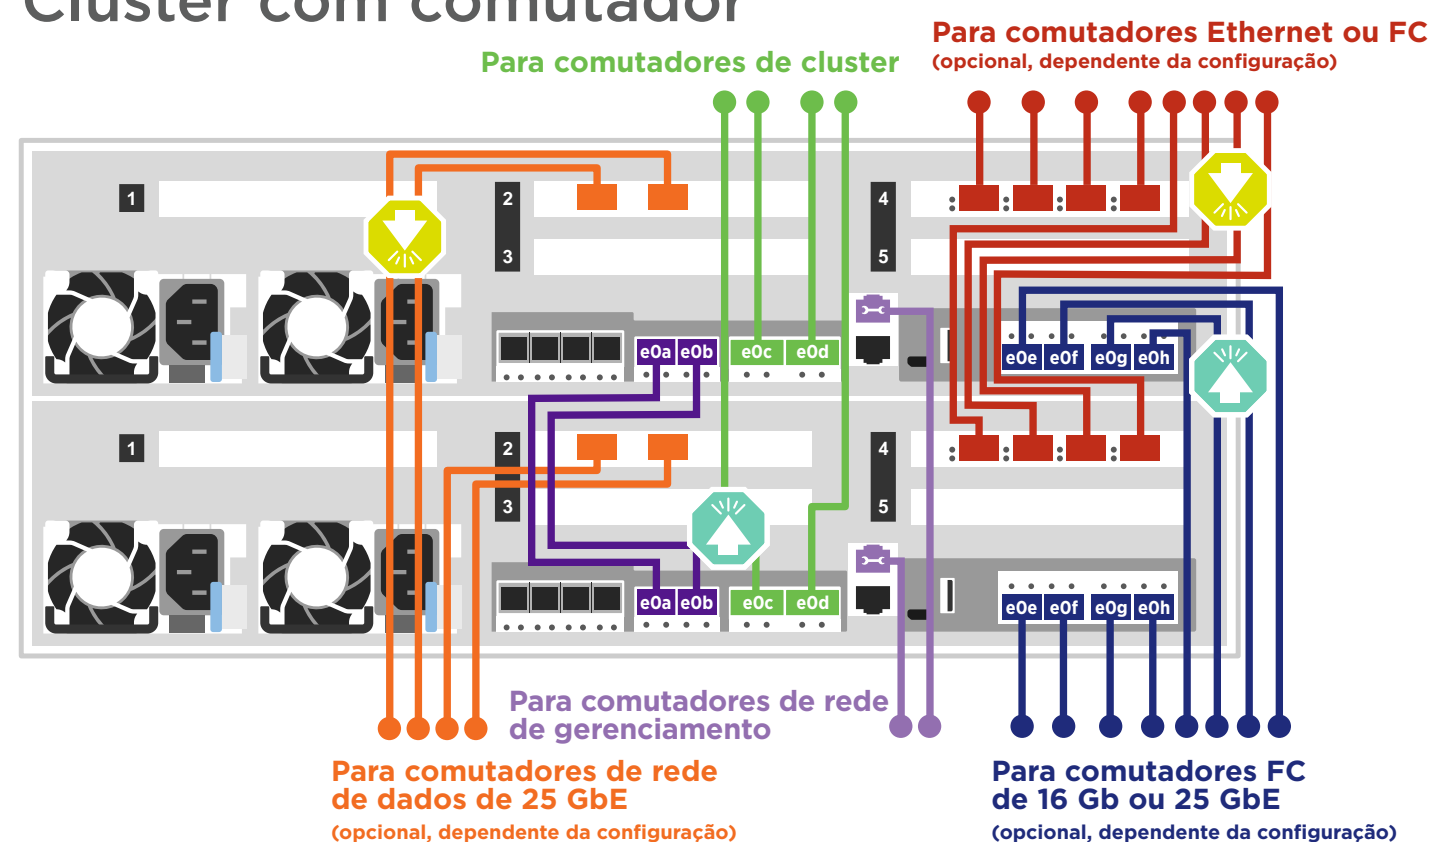 Cluster com comutador
Para comutadores Ethernet ou FC
(opcional, dependente da configuração)
Para comutadores de cluster
1
2
4
3
5
e0a e0b e0c e0d
e0e e0f e0g e0h
1
2
4
3
5
e0a e0b e0c e0d
e0e e0f e0g e0h
Para comutadores de rede
de gerenciamento
Para comutadores de rede
de dados de 25 GbE
(opcional, dependente da configuração)
Para comutadores FC
de 16 Gb ou 25 GbE
(opcional, dependente da configuração)